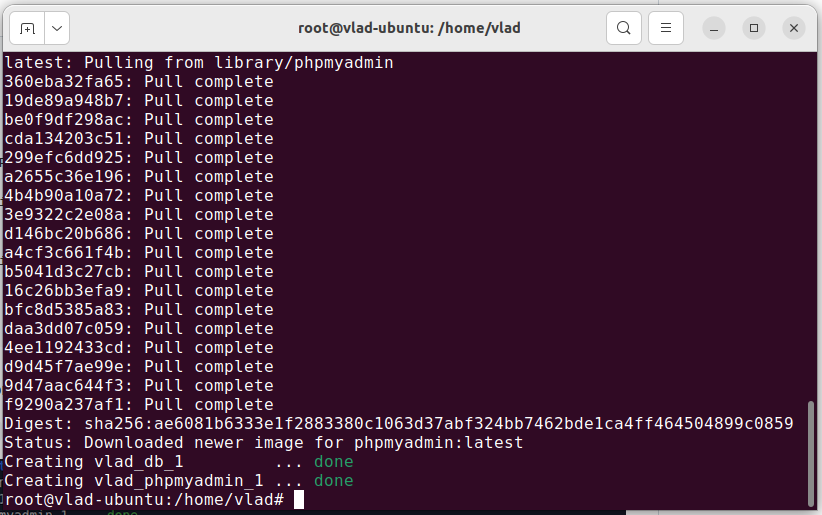 root@vlad-ubuntu: /home/vlad
latest: Pulling from library/phpmyadmin
360eba32fa65: Pull complete
19de89a948b7: Pull complete
be0f9df298ac: Pull complete
cda134203c51: Pull complete
299efc6dd925: Pull complete
a2655c36e196: Pull complete
4b4b90a10a72: Pull complete
3e9322c2e08a: Pull complete
d146bc20b686: Pull complete
a4cf3c661f4b: Pull complete
b5041d3c27cb: Pull complete
16c26bb3efa9: Pull complete
bfc8d5385a83: Pull complete
daa3dd07c059: Pull complete
4ee1192433cd: Pull complete
d9d45f7ae99e: Pull complete
9d47aac644f3: Pull complete
f9290a237af1: Pull complete
Digest: sha256:ae6081b6333e1f2883380c1063d37abf324bb7462bde1ca4ff464504899c0859
Status: Downloaded newer image for phpmyadmin:latest
Creating vlad_db_1         ... done
Creating vlad_phpmyadmin_1 ... done
root@vlad-ubuntu:/home/vlad#